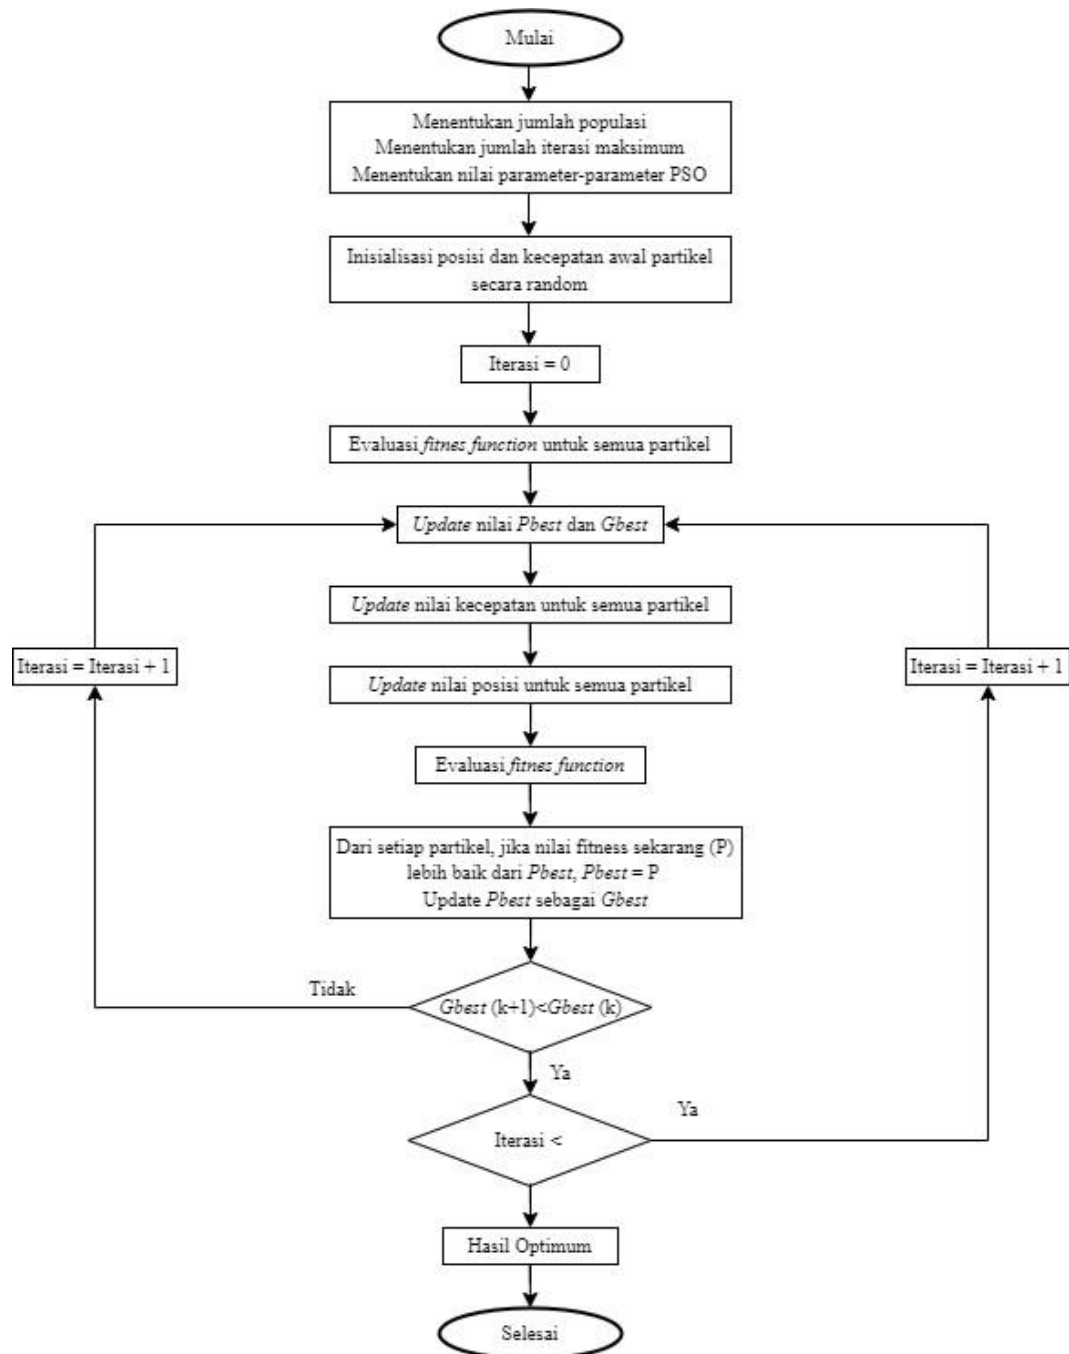 Mulai
Menentukan jumlah populasi
Menentukan jumlah iterasi maksimum
Menentukan nilai parameter-parameter PSO
Inisialisasi posisi dan kecepatan awal partikel
secara random
Iterasi = 0
Evaluasi fitnes function untuk semua partikel
Update nilai Pbest dan Gbest
Update nilai kecepatan untuk semua partikel
Iterasi = Iterasi + 1
Iterasi = Iterasi + 1
Update nilai posisi untuk semua partikel
Evaluasi fitnes function
Dari setiap partikel, jika nilai fitness sekarang (P)
lebih baik dari Pbest, Pbest = P
Update Pbest sebagai Gbest
Tidak
Gbest (k+1)<Gbest (k)
Ya
Ya
Iterasi <
Hasil Optimum
Selesai